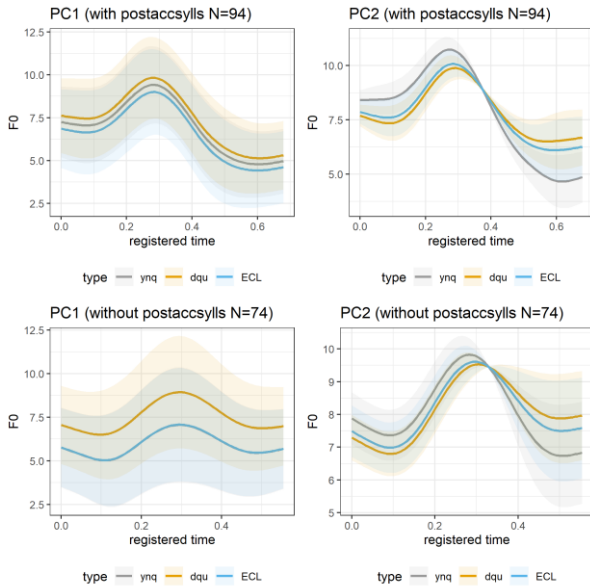 PC1 (with postaccsylls N=94)
12.5
10.0
7.5
5.0
2.5
F0
0.0 0.2 0.4 0.6
registered time
type ynq dqu ECL
PC2 (with postaccsylls N=94)
10.0
7.5
5.0
F0
0.0 0.2 0.4 0.6
registered time
type ynq dqu ECL
PC1 (without postaccsylls N=74)
12.5
10.0
7.5
5.0
2.5
F0
0.0 0.2 0.4
registered time
type ynq dqu ECL
PC2 (without postaccsylls N=74)
10
9
8
7
6
5
F0
0.0 0.2 0.4
registered time
type ynq dqu ECL